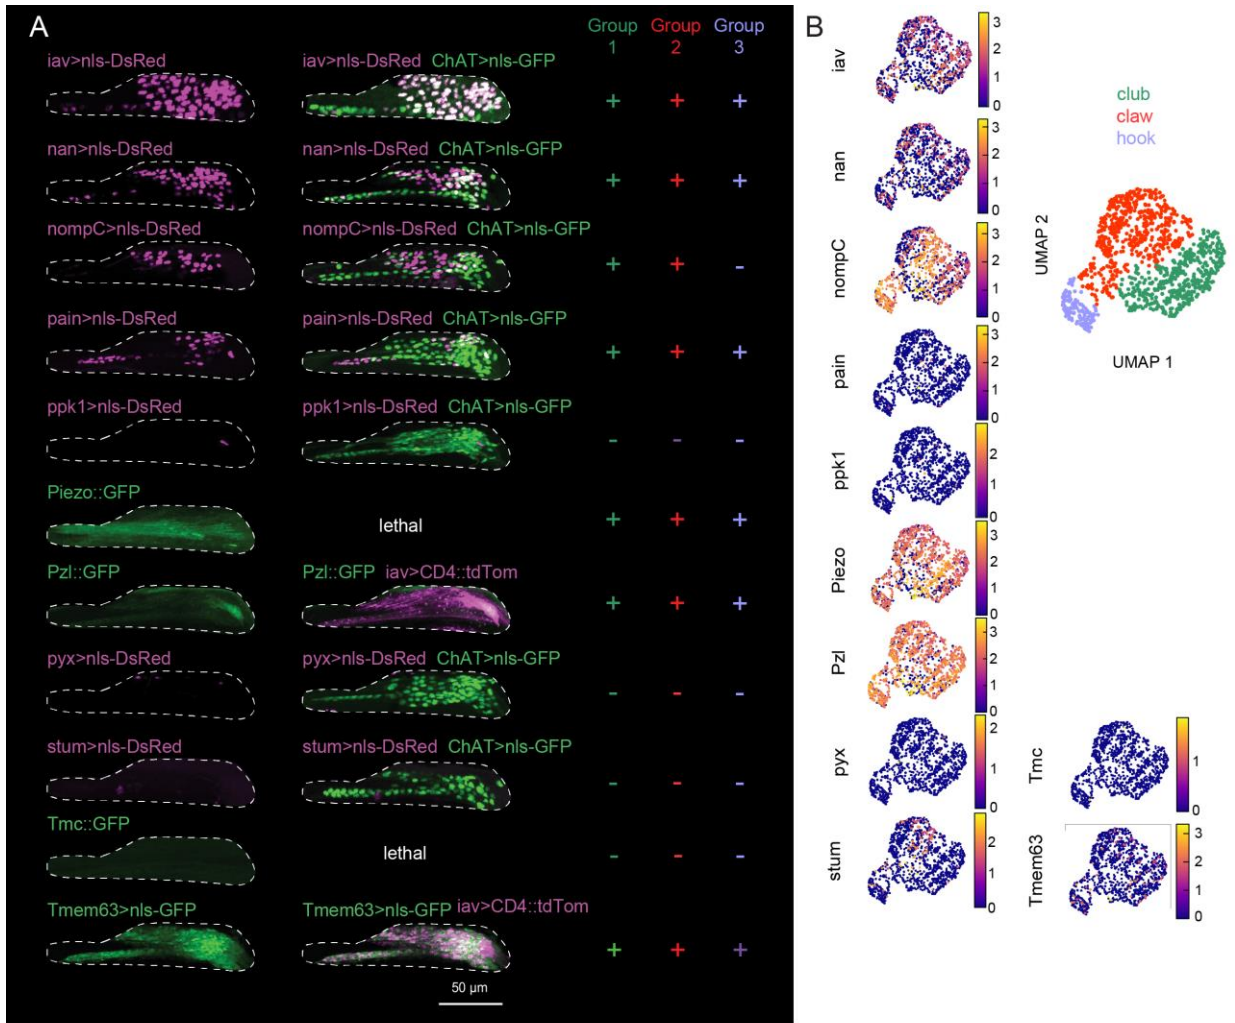 A
Group Group Group
1 2 3
iav>nls-DsRed iav>nls-DsRed ChAT>nls-GFP
+ + +
nan>nls-DsRed nan>nls-DsRed ChAT>nls-GFP
+ + +
nompC>nls-DsRed nompC>nls-DsRed ChAT>nls-GFP
+ + -
pain>nls-DsRed pain>nls-DsRed ChAT>nls-GFP
+ + +
ppk1>nls-DsRed ppk1>nls-DsRed ChAT>nls-GFP
- - -
Piezo::GFP
lethal + + +
Pzl::GFP Pzl::GFP iav>CD4::tdTom
+ + +
pyx>nls-DsRed pyx>nls-DsRed ChAT>nls-GFP
- - -
stum>nls-DsRed stum>nls-DsRed ChAT>nls-GFP
- - -
Tmc::GFP
lethal - - -
Tmem63>nls-GFP Tmem63>nls-GFP iav>CD4::tdTom
+ + +
50 µm
B
iav
3
2
1
0
nan
3
2
1
0
nompC
3
2
1
0
pain
3
2
1
0
ppk1
2
1
0
Piezo
3
2
1
0
Pzl
3
2
1
0
pyx
2
1
0
stum
2
1
0
club
claw
hook
UMAP 2
UMAP 1
Tmc
1
0
Tmem63
3
2
1
0